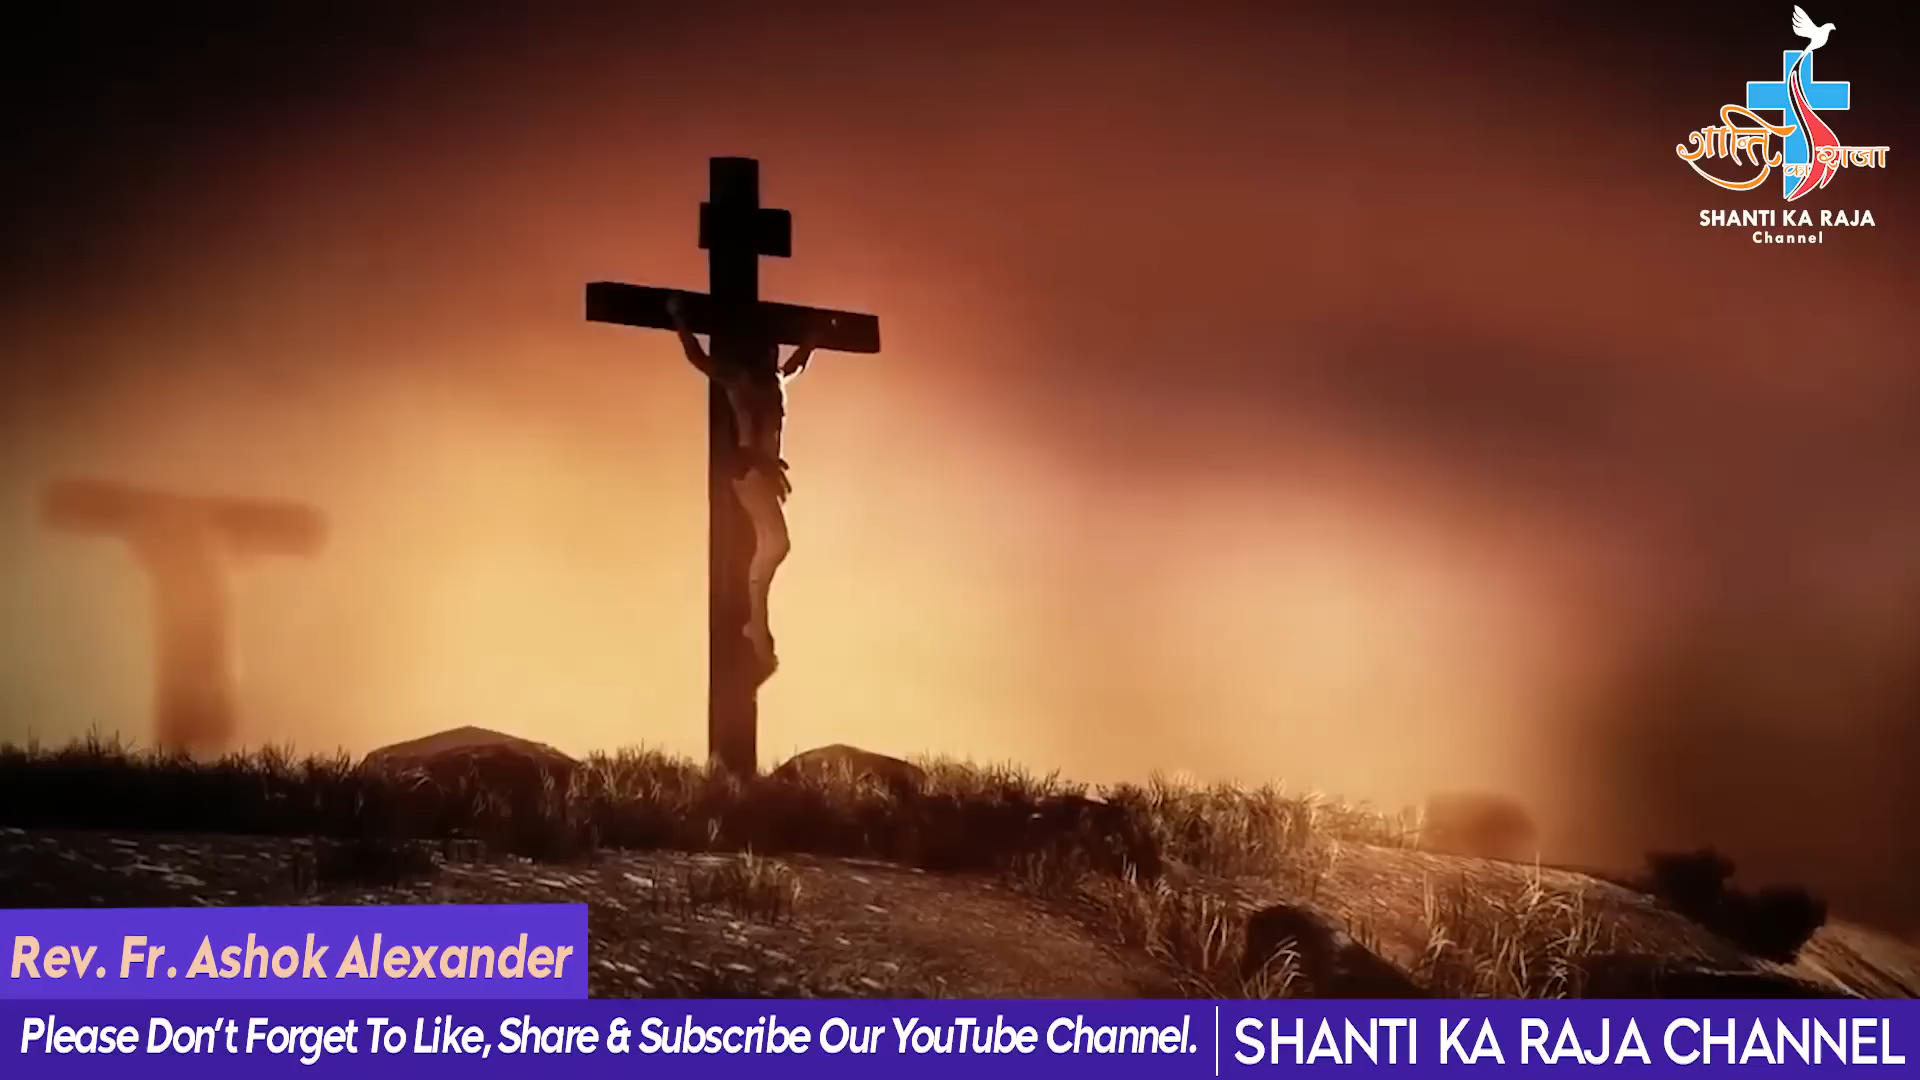 शान्ति
का राजा
SHANTI KA RAJA
Channel
Rev. Fr. Ashok Alexander
Please Don't Forget To Like, Share & Subscribe Our YouTube Channel.
SHANTI KA RAJA CHANNEL